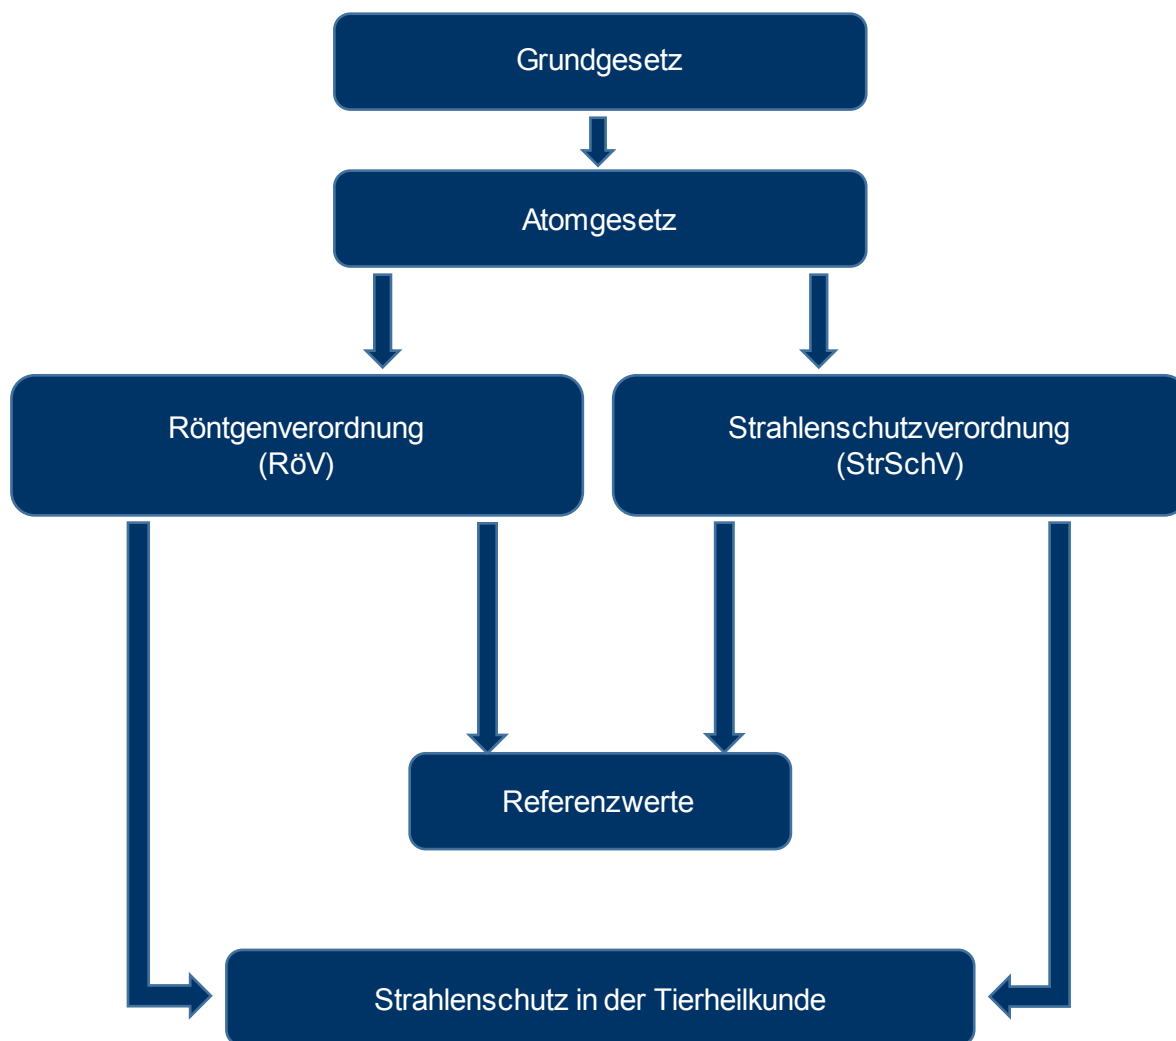 Grundgesetz
Atomgesetz
Röntgenverordnung
(RöV)
Strahlenschutzverordnung
(StrSchV)
Referenzwerte
Strahlenschutz in der Tierheilkunde